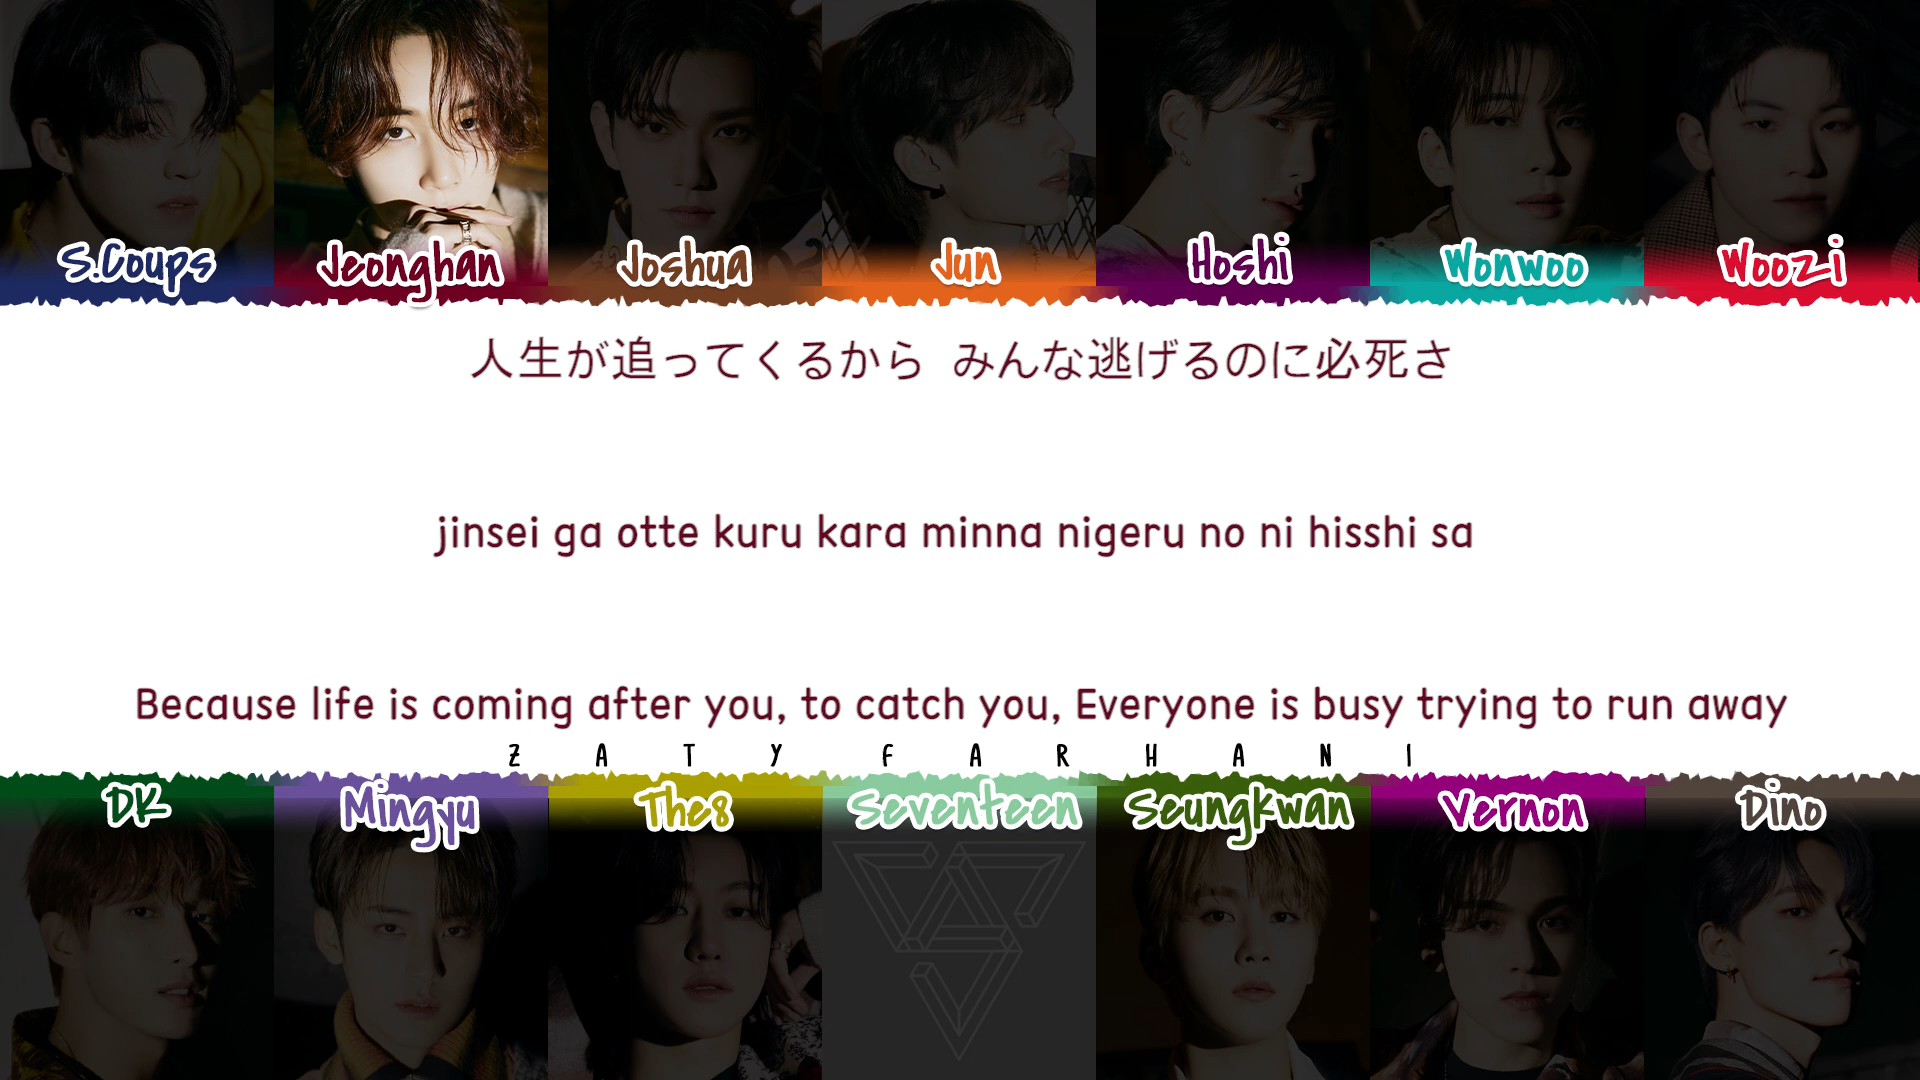 S.Coups Jeonghan Joshua Jun Hoshi Wonwoo Woozi
人生が追ってくるから みんな逃げるのに必死さ
jinsei ga otte kuru kara minna nigeru no ni hisshi sa
Because life is coming after you, to catch you, Everyone is busy trying to run away
ZATY FARHANI
DK Mingyu The8 Seventeen Seungkwan Vernon Dino